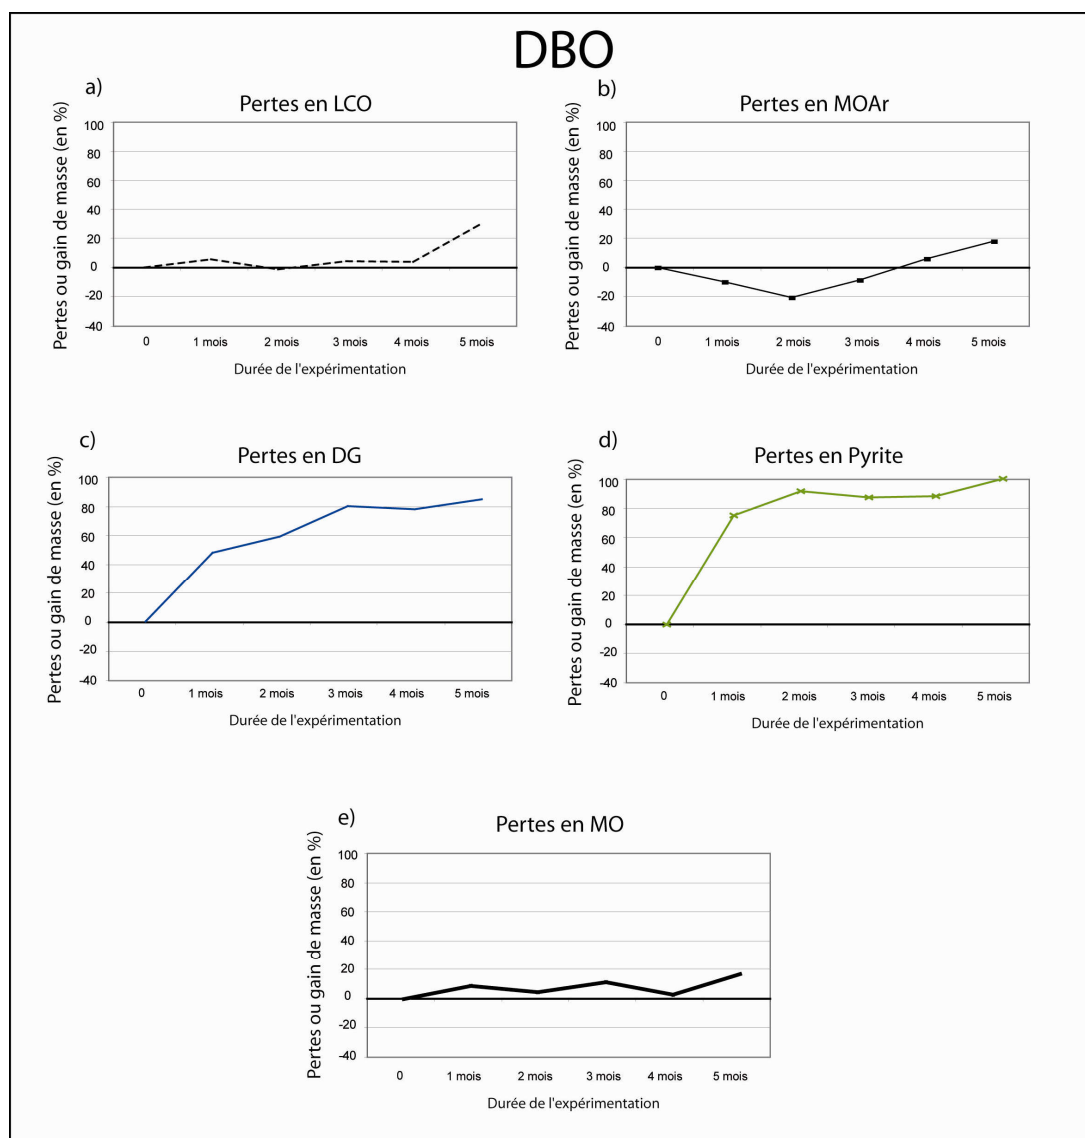 DBO
a)
Pertes en LCO
Pertes ou gain de masse (en %)
100
80
60
40
20
0
-20
-40
0 1 mois 2 mois 3 mois 4 mois 5 mois
Durée de l'expérimentation
b)
Pertes en MOAr
Pertes ou gain de masse (en %)
100
80
60
40
20
0
-20
-40
0 1 mois 2 mois 3 mois 4 mois 5 mois
Durée de l'expérimentation
c)
Pertes en DG
Pertes ou gain de masse (en %)
100
80
60
40
20
0
-20
-40
0 1 mois 2 mois 3 mois 4 mois 5 mois
Durée de l'expérimentation
d)
Pertes en Pyrite
Pertes ou gain de masse (en %)
100
80
60
40
20
0
-20
-40
0 1 mois 2 mois 3 mois 4 mois 5 mois
Durée de l'expérimentation
e)
Pertes en MO
Pertes ou gain de masse (en %)
100
80
60
40
20
0
-20
-40
0 1 mois 2 mois 3 mois 4 mois 5 mois
Durée de l'expérimentation